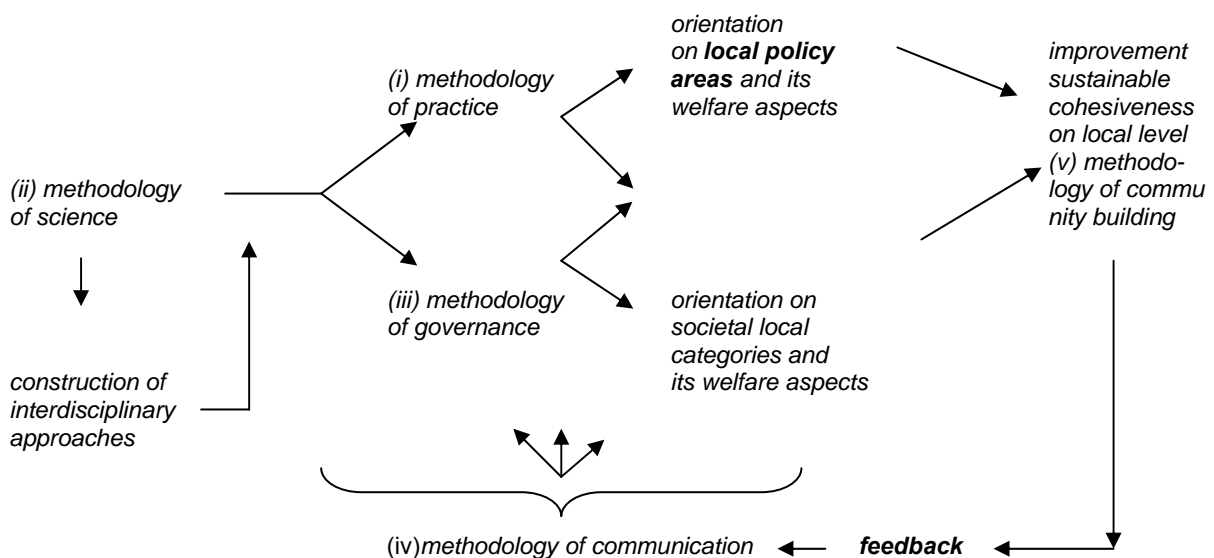 (ii) methodology
of science
construction of
interdisciplinary
approaches
(i) methodology
of practice
(iii) methodology
of governance
orientation
on local policy
areas and its
welfare aspects
orientation on
societal local
categories and
its welfare aspects
improvement
sustainable
cohesiveness
on local level
(v) methodo-
logy of commu
nity building
(iv)methodology of communication
feedback